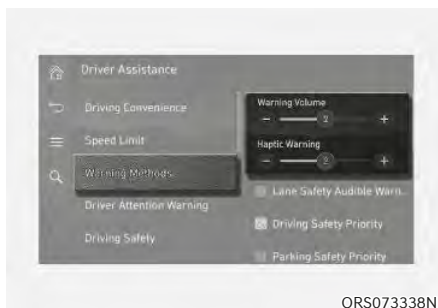 Driver Assistance
Driving Convenience
Speed Limit
Warning Methods
Driver Attention Warning
Driving Safety
Warning Volume
- 2 +
Haptic Warning
- 2 +
Lane Safety Audible Warn..
Driving Safety Priority
Parking Safety Priority
ORS073338N